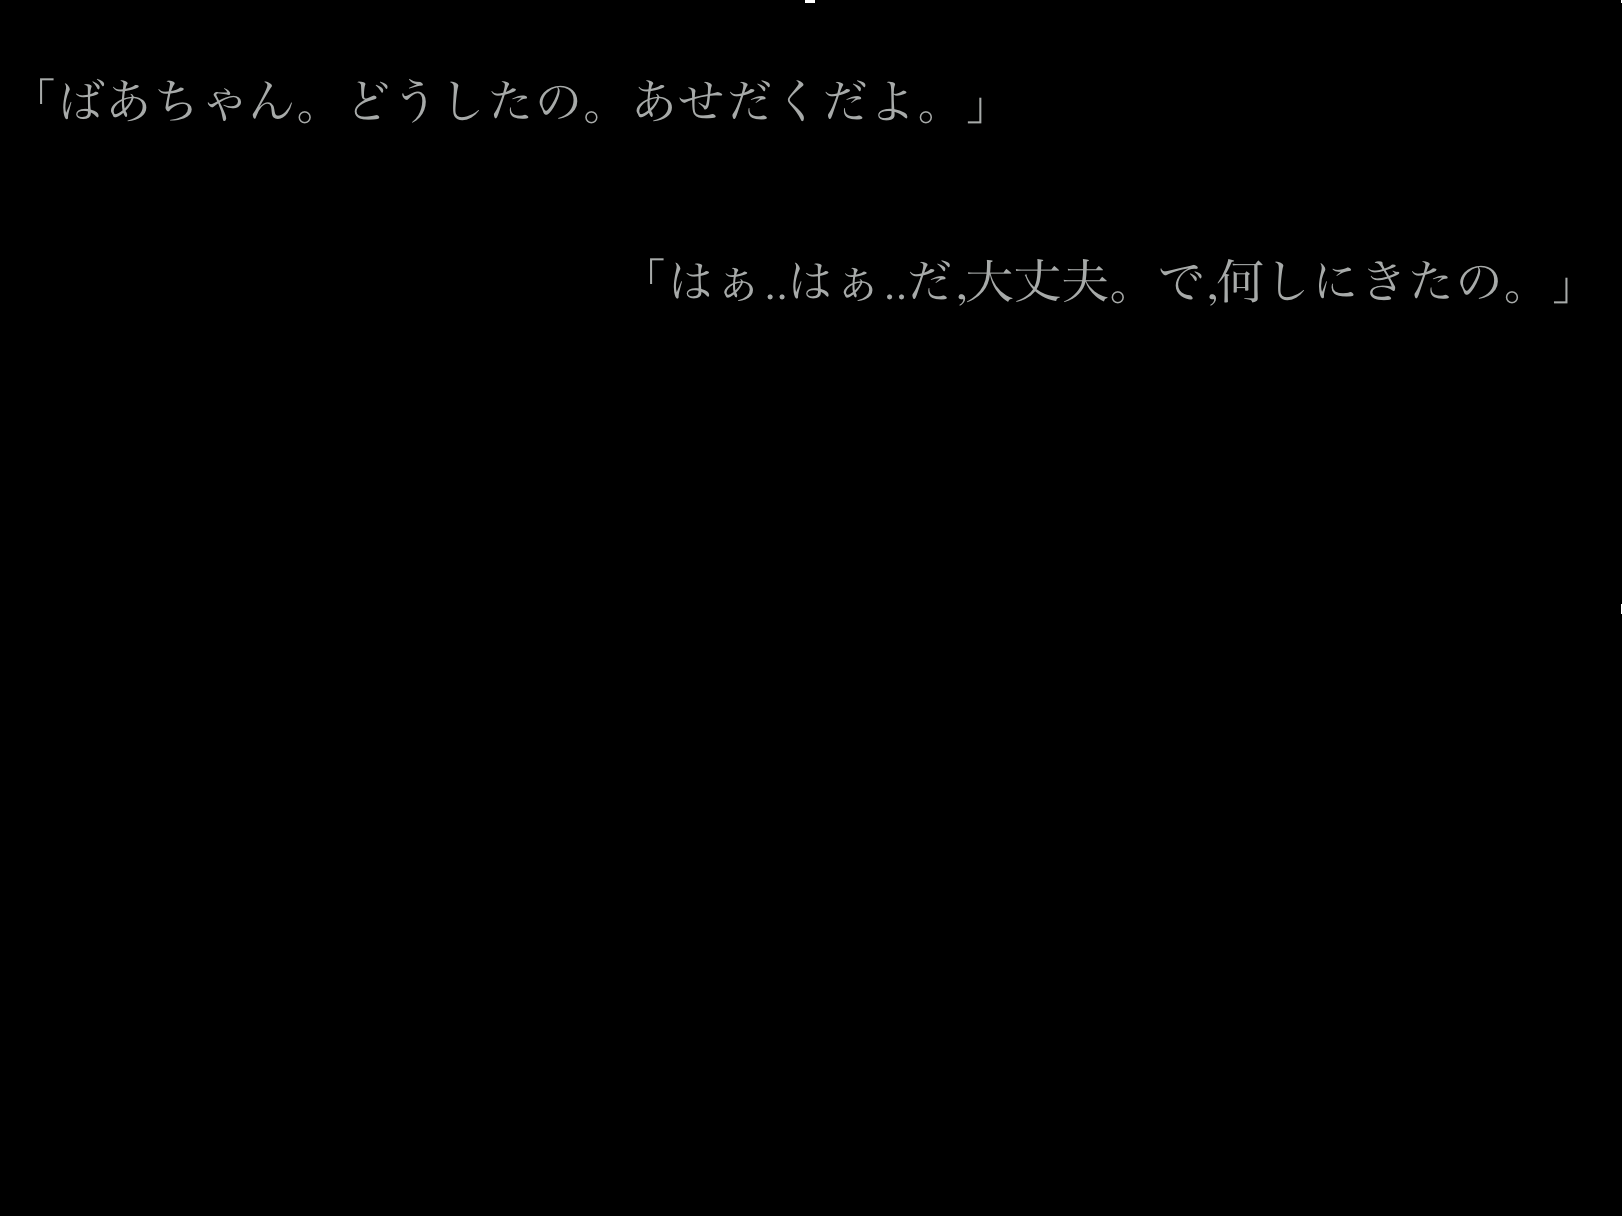 「ばあちゃん。どうしたの。あせだくだよ。」
「はぁ..はぁ..だ,大丈夫。で,何しにきたの。」